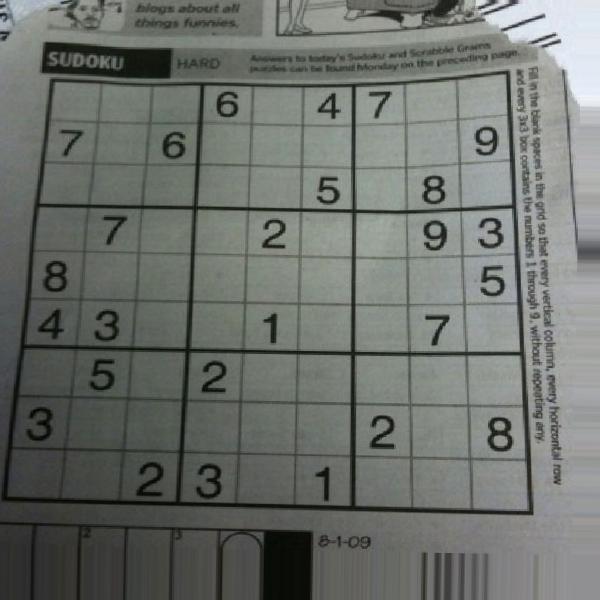 blogs about all
things funnies.
SUDOKU HARD
Answers to today's Sudoku and Scrabble Grams
puzzles can be found Monday on the preceding page.
Fill in the blank spaces in the grid so that every vertical column, every horizontal row
and every 3x3 box contains the numbers 1 through 9, without repeating any.
6 4 7
7 6 9
5 8
7 2 9 3
8 5
4 3 1 7
5 2
3 2 8
2 3 1
8-1-09
2 3